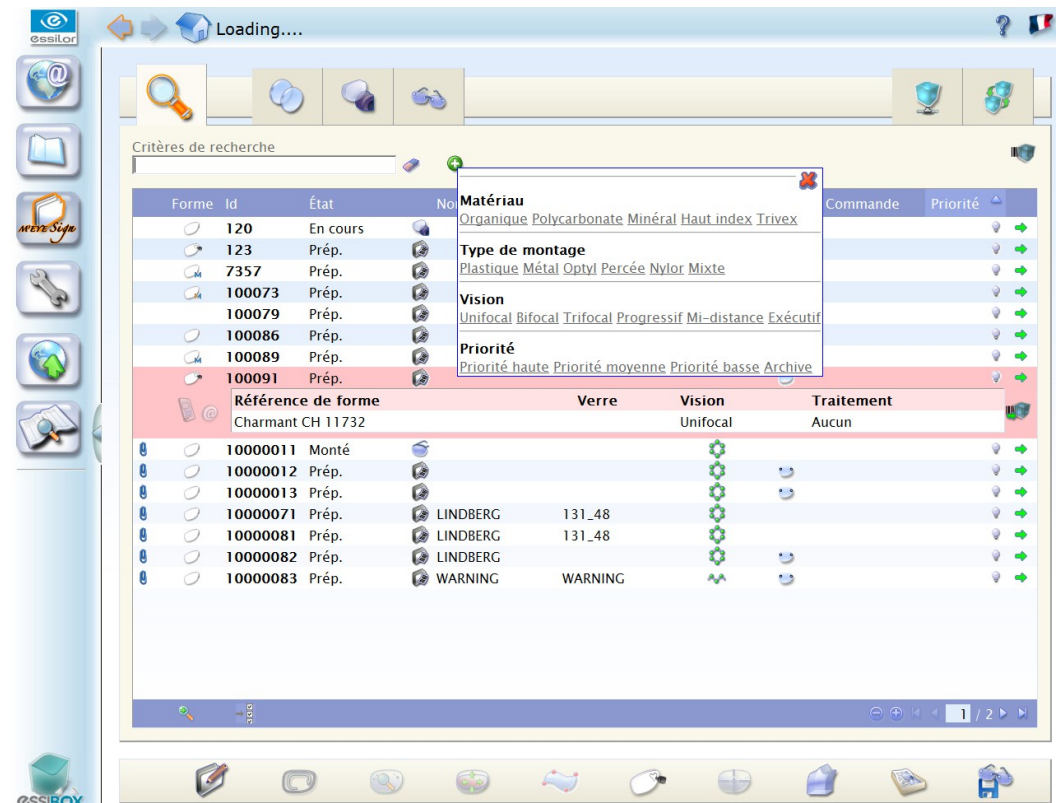 essilor
Loading....
?
Critères de recherche
Matériau
Organique Polycarbonate Minéral Haut index Trivex
Type de montage
Plastique Métal Optyl Percée Nylor Mixte
Vision
Unifocal Bifocal Trifocal Progressif Mi-distance Exécutif
Priorité
Priorité haute Priorité moyenne Priorité basse Archive
Forme Id État Commande Priorité
120 En cours
123 Prép.
7357 Prép.
100073 Prép.
100079 Prép.
100086 Prép.
100089 Prép.
100091 Prép.
Référence de forme Verre Vision Traitement
Charmant CH 11732 Unifocal Aucun
10000011 Monté
10000012 Prép.
10000013 Prép.
10000071 Prép. LINDBERG 131_48
10000081 Prép. LINDBERG 131_48
10000082 Prép. LINDBERG
10000083 Prép. WARNING WARNING
1 / 2
essiBOX